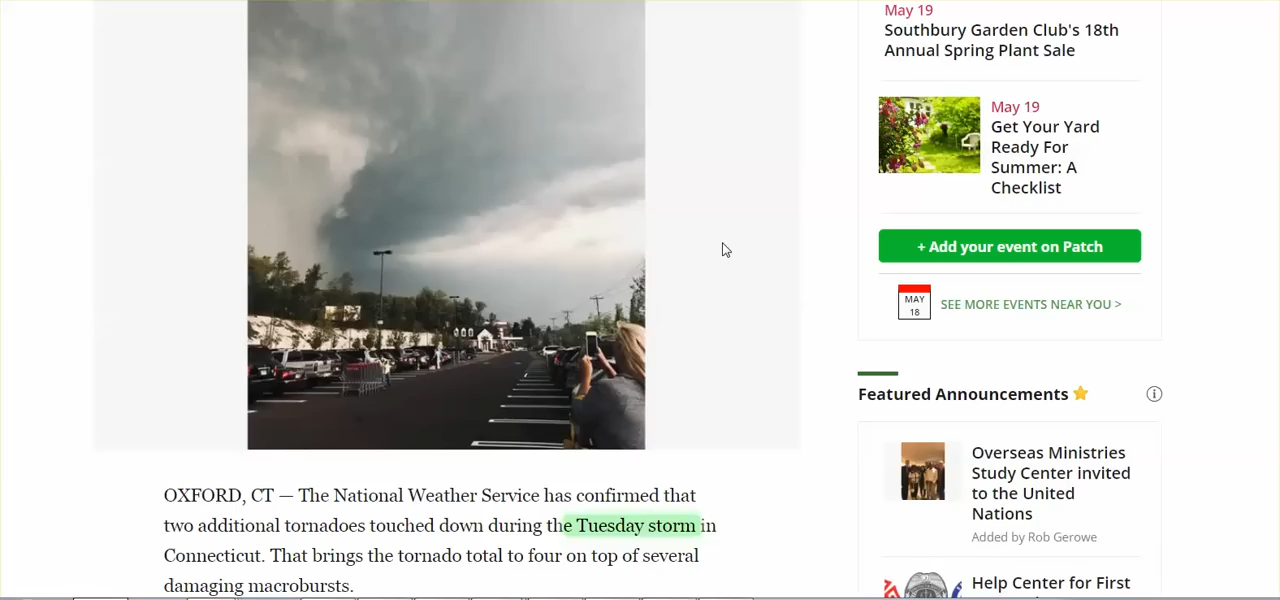 May 19
Southbury Garden Club's 18th
Annual Spring Plant Sale
May 19
Get Your Yard
Ready For
Summer: A
Checklist
+ Add your event on Patch
MAY
18
SEE MORE EVENTS NEAR YOU >
Featured Announcements
Overseas Ministries
Study Center invited
to the United
Nations
Added by Rob Gerowe
Help Center for First
OXFORD, CT — The National Weather Service has confirmed that
two additional tornadoes touched down during the Tuesday storm in
Connecticut. That brings the tornado total to four on top of several
damaging macrobursts.